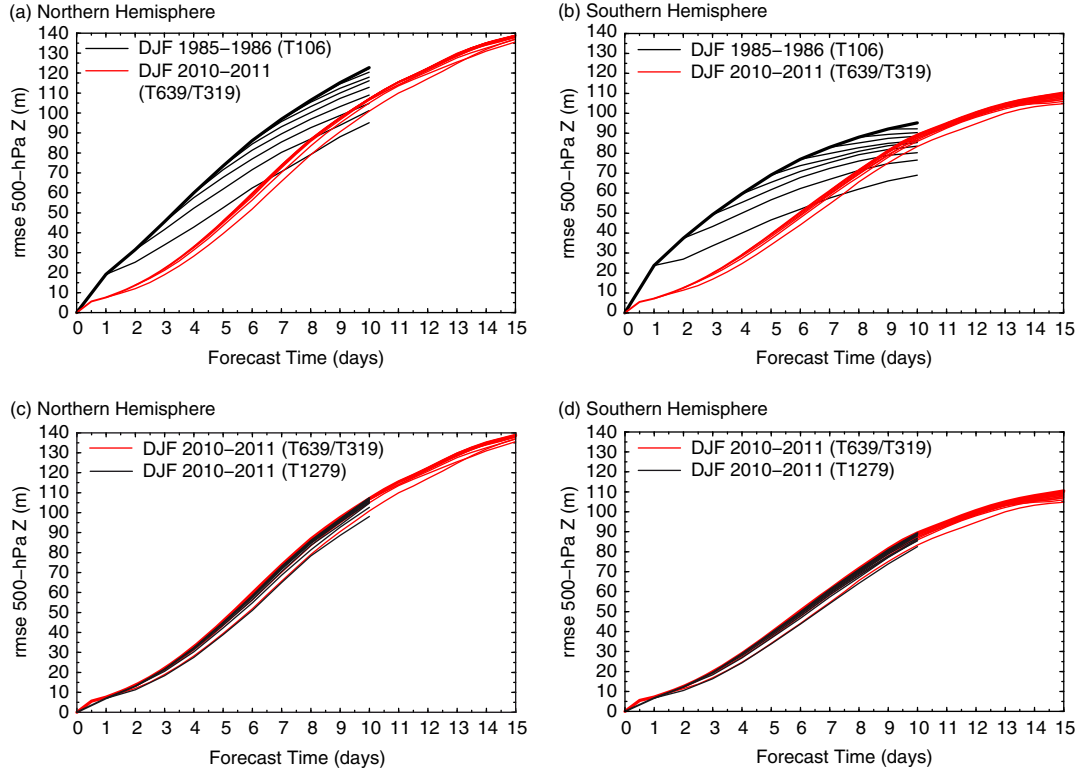 (a) Northern Hemisphere
rmse 500−hPa Z (m)
140
130
120
110
100
90
80
70
60
50
40
30
20
10
0
DJF 1985−1986 (T106)
DJF 2010−2011
(T639/T319)
0 1 2 3 4 5 6 7 8 9 10 11 12 13 14 15
Forecast Time (days)
(b) Southern Hemisphere
rmse 500−hPa Z (m)
140
130
120
110
100
90
80
70
60
50
40
30
20
10
0
DJF 1985−1986 (T106)
DJF 2010−2011 (T639/T319)
0 1 2 3 4 5 6 7 8 9 10 11 12 13 14 15
Forecast Time (days)
(c) Northern Hemisphere
rmse 500−hPa Z (m)
140
130
120
110
100
90
80
70
60
50
40
30
20
10
0
DJF 2010−2011 (T639/T319)
DJF 2010−2011 (T1279)
0 1 2 3 4 5 6 7 8 9 10 11 12 13 14 15
Forecast Time (days)
(d) Southern Hemisphere
rmse 500−hPa Z (m)
140
130
120
110
100
90
80
70
60
50
40
30
20
10
0
DJF 2010−2011 (T639/T319)
DJF 2010−2011 (T1279)
0 1 2 3 4 5 6 7 8 9 10 11 12 13 14 15
Forecast Time (days)